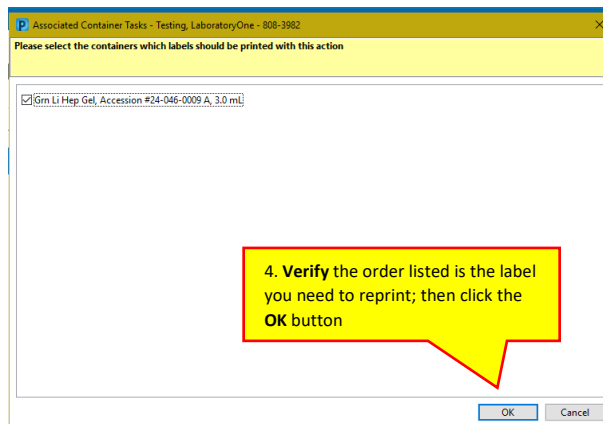 P Associated Container Tasks - Testing, LaboratoryOne - 808-3982
Please select the containers which labels should be printed with this action
Grn Li Hep Gel, Accession #24-046-0009 A, 3.0 mL
4. Verify the order listed is the label
you need to reprint; then click the
OK button
OK Cancel